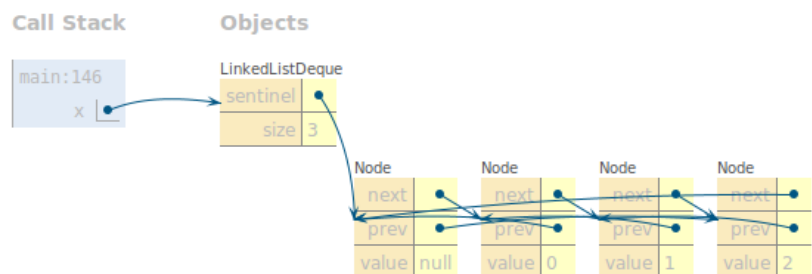 Call Stack Objects
LinkedListDeque
main:146
sentinel
x
size 3
Node Node Node Node
next next next next
prev prev prev prev
value null value 0 value 1 value 2